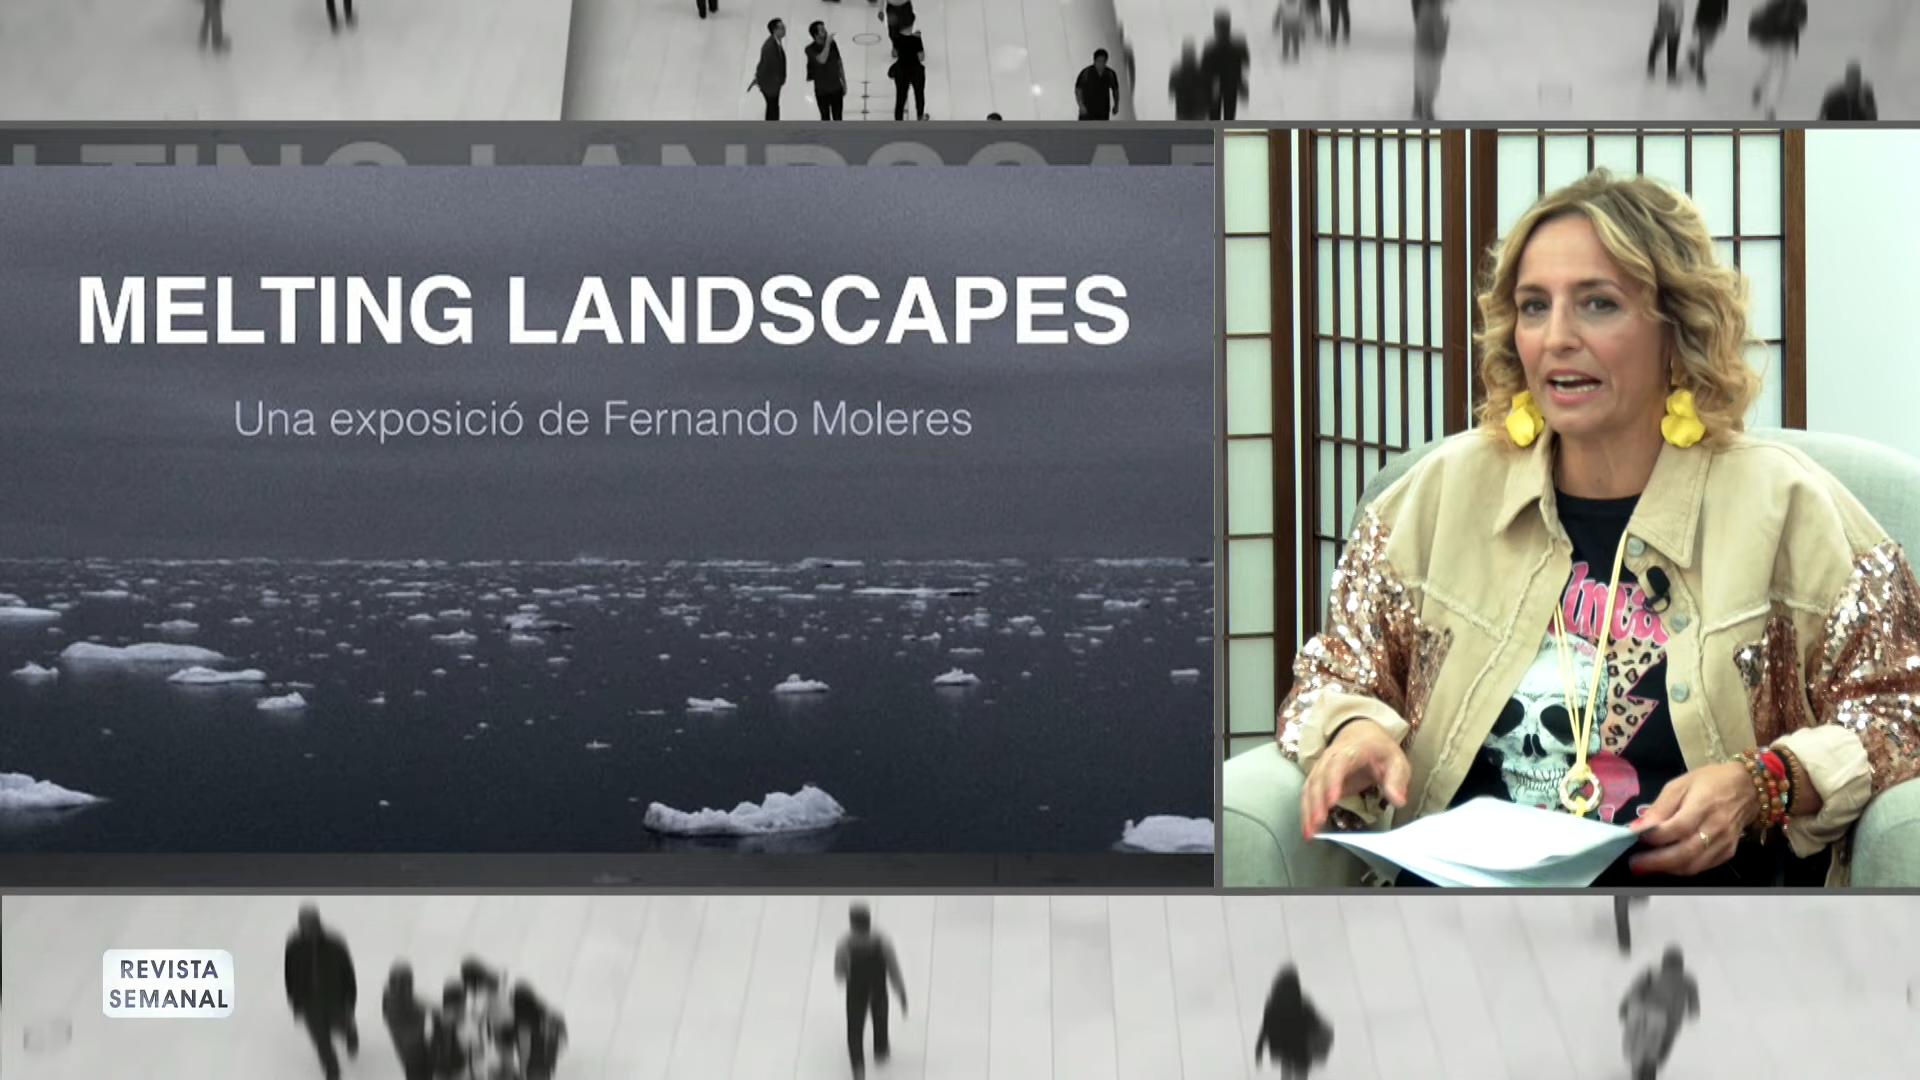 MELTING LANDSCAPES
Una exposició de Fernando Moleres
REVISTA
SEMANAL